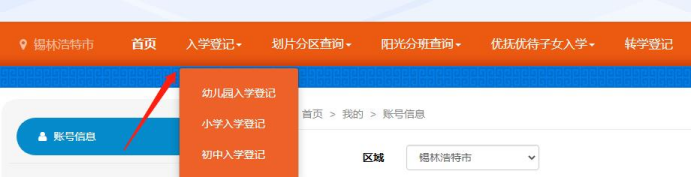 锡林浩特市 首页 入学登记 划片分区查询 阳光分班查询 优抚优待子女入学 转学登记
幼儿园入学登记
首页 > 我的 > 账号信息
小学入学登记
账号信息
初中入学登记
区域 锡林浩特市